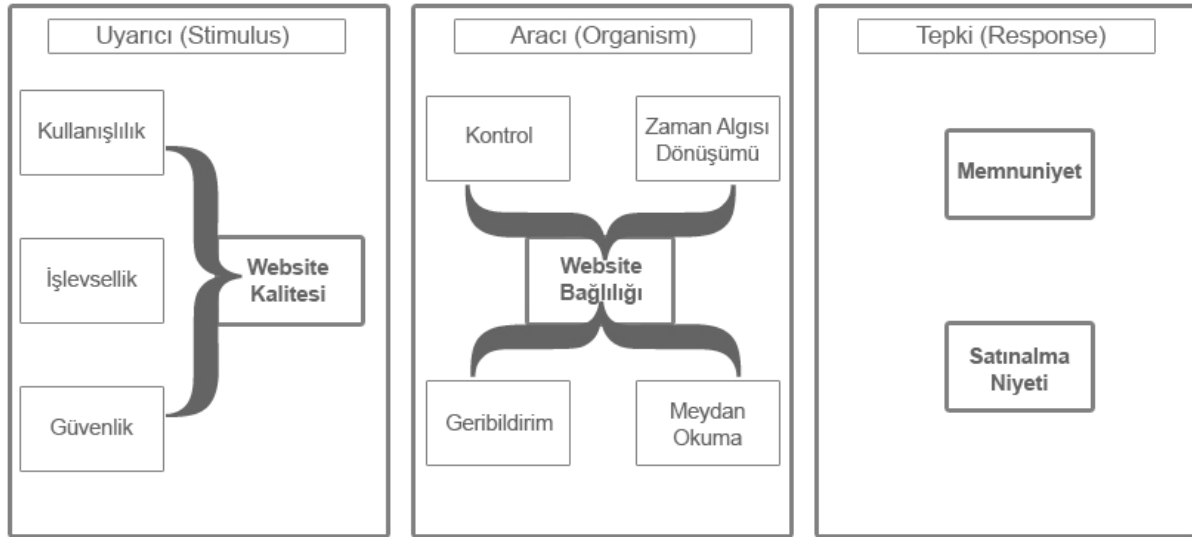 Uyarıcı (Stimulus)
Kullanışlılık
İşlevsellik
Güvenlik
Website
Kalitesi
Aracı (Organism)
Kontrol
Zaman Algısı
Dönüşümü
Website
Bağlılığı
Geribildirim
Meydan
Okuma
Tepki (Response)
Memnuniyet
Satınalma
Niyeti